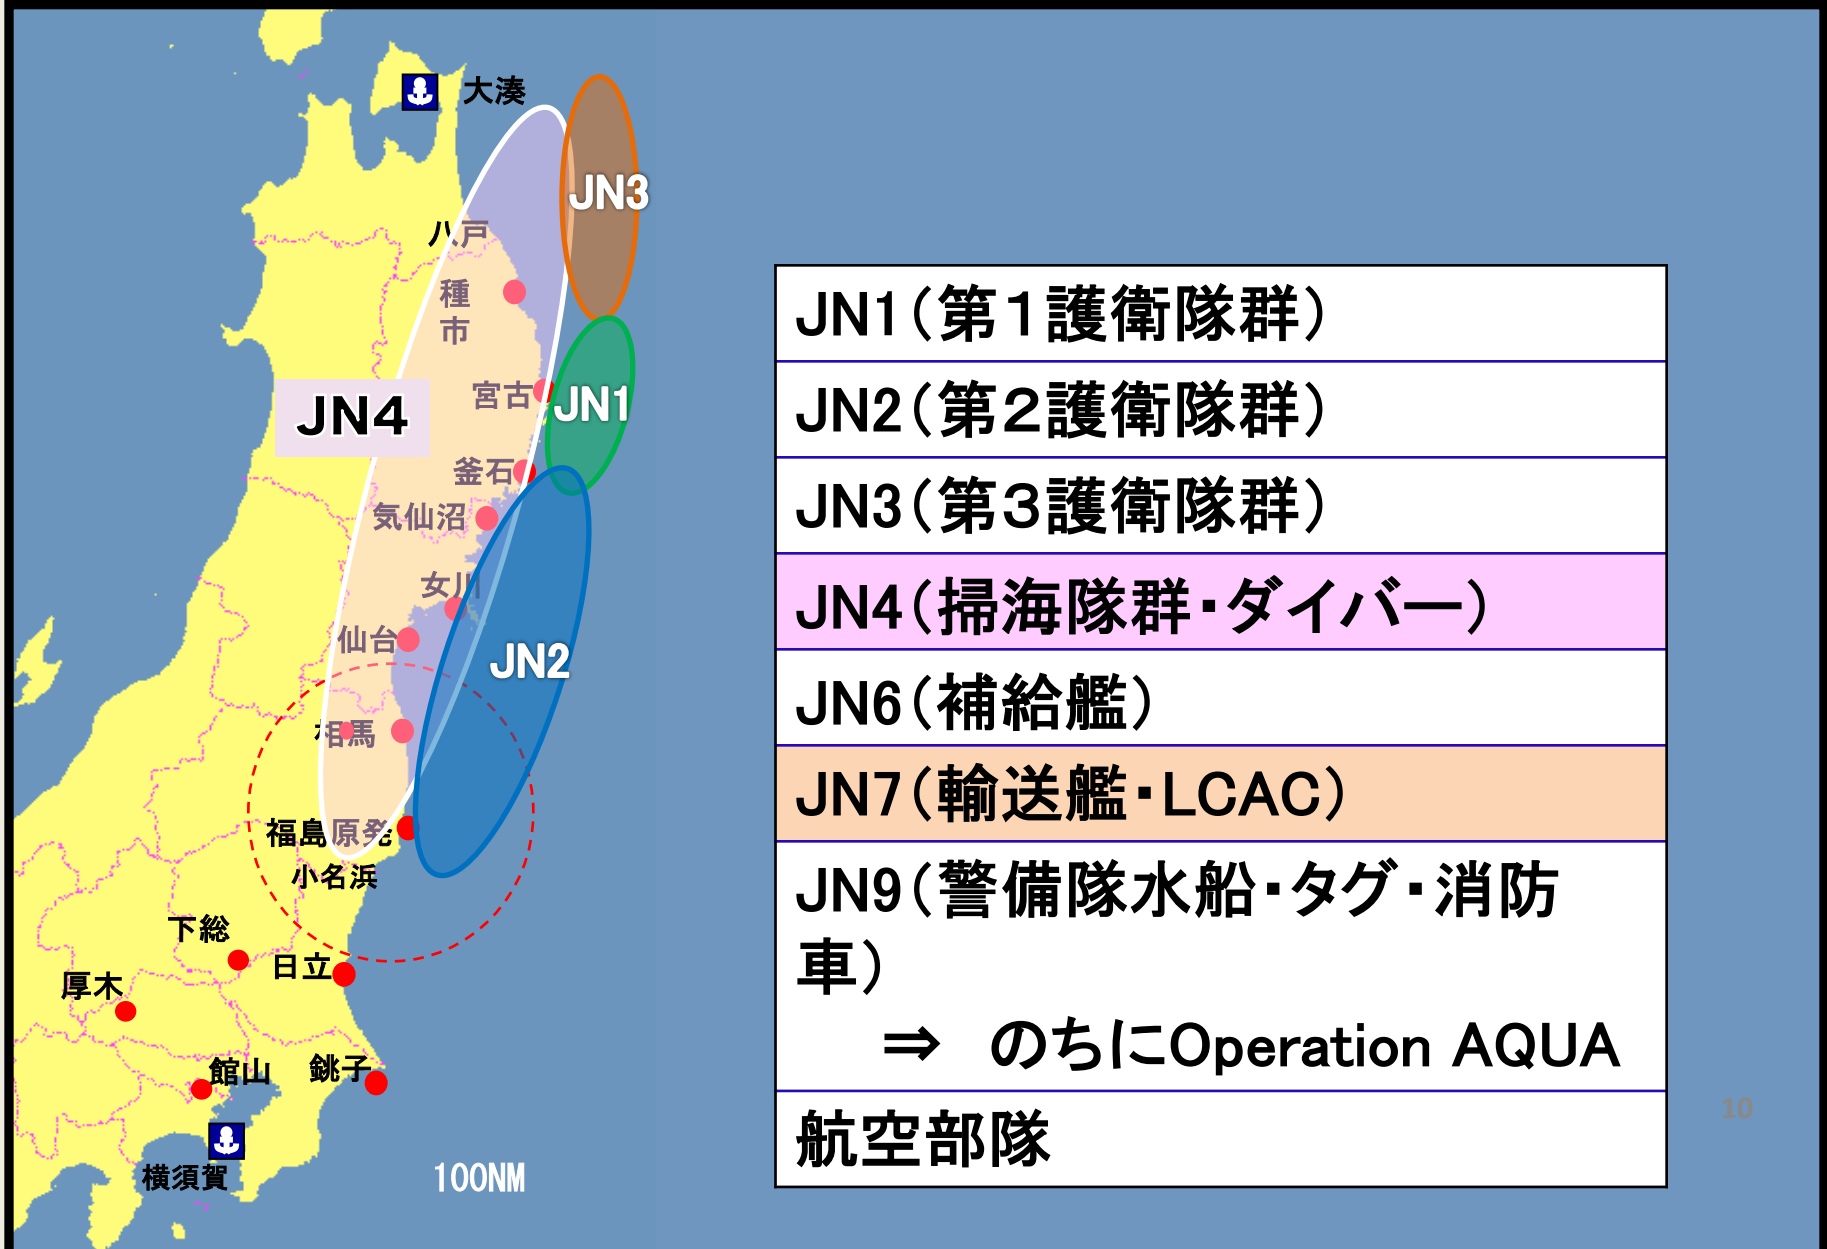 大湊
JN3
八戸
種
市
宮古
JN1
JN4
釜石
気仙沼
女川
仙台
JN2
相馬
福島原発
小名浜
下総
日立
厚木
館山
銚子
横須賀
100NM
JN1（第１護衛隊群）
JN2（第２護衛隊群）
JN3（第３護衛隊群）
JN4（掃海隊群・ダイバー）
JN6（補給艦）
JN7（輸送艦・LCAC）
JN9（警備隊水船・タグ・消防
車）
⇒　のちにOperation AQUA
航空部隊
10